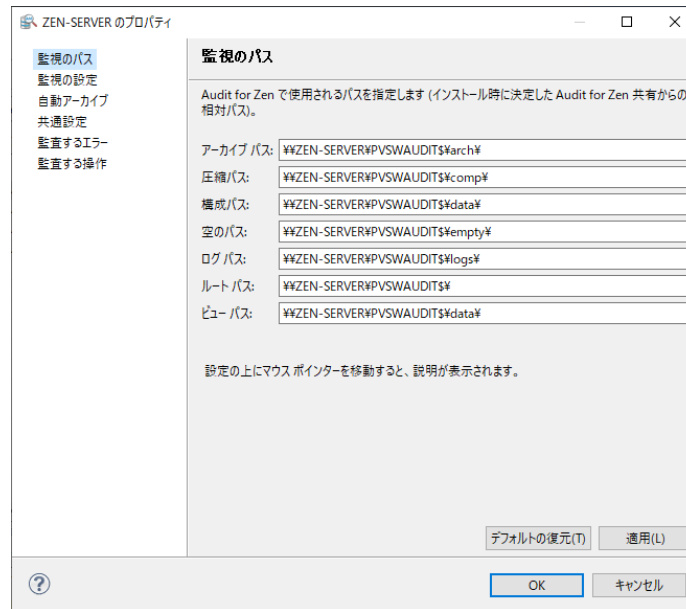 ZEN-SERVER のプロパティ
監視のパス
監視の設定
自動アーカイブ
共通設定
監査するエラー
監査する操作
監視のパス
Audit for Zen で使用されるパスを指定します (インストール時に決定した Audit for Zen 共有からの
相対パス)。
アーカイブ パス: ¥¥ZEN-SERVER¥PVSWAUDIT$¥arch¥
圧縮パス: ¥¥ZEN-SERVER¥PVSWAUDIT$¥comp¥
構成パス: ¥¥ZEN-SERVER¥PVSWAUDIT$¥data¥
空のパス: ¥¥ZEN-SERVER¥PVSWAUDIT$¥empty¥
ログ パス: ¥¥ZEN-SERVER¥PVSWAUDIT$¥logs¥
ルート パス: ¥¥ZEN-SERVER¥PVSWAUDIT$¥
ビュー パス: ¥¥ZEN-SERVER¥PVSWAUDIT$¥data¥
設定の上にマウス ポインターを移動すると、説明が表示されます。
デフォルトの復元(T) 適用(L)
? OK キャンセル